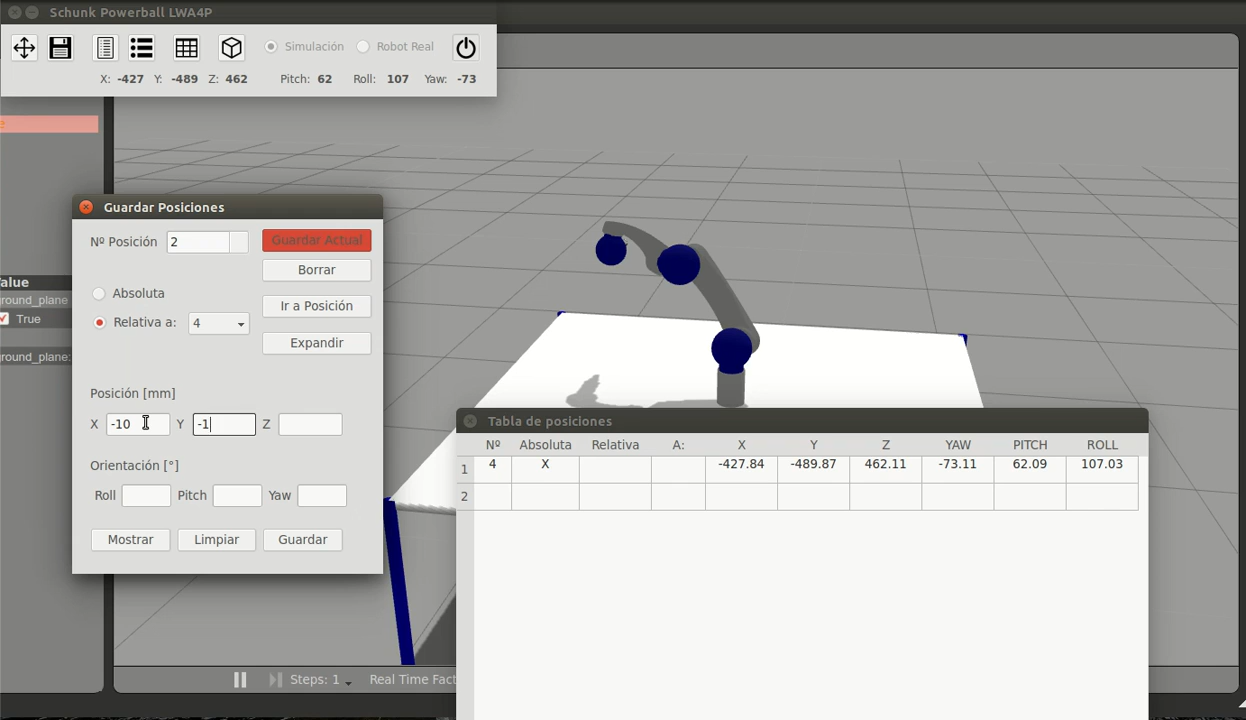 Schunk Powerball LWA4P
Simulación Robot Real
X: -427 Y: -489 Z: 462 Pitch: 62 Roll: 107 Yaw: -73
e
Guardar Posiciones
Nº Posición 2 Guardar Actual
Borrar
Absoluta
Ir a Posición
Relativa a: 4
Expandir
alue
round_plane
True
round_plane:
Posición [mm]
X -10 Y -1 Z
Orientación [°]
Roll Pitch Yaw
Mostrar Limpiar Guardar
Tabla de posiciones
Nº Absoluta Relativa A: X Y Z YAW PITCH ROLL
1 4 X -427.84 -489.87 462.11 -73.11 62.09 107.03
2
Steps: 1 Real Time Fact